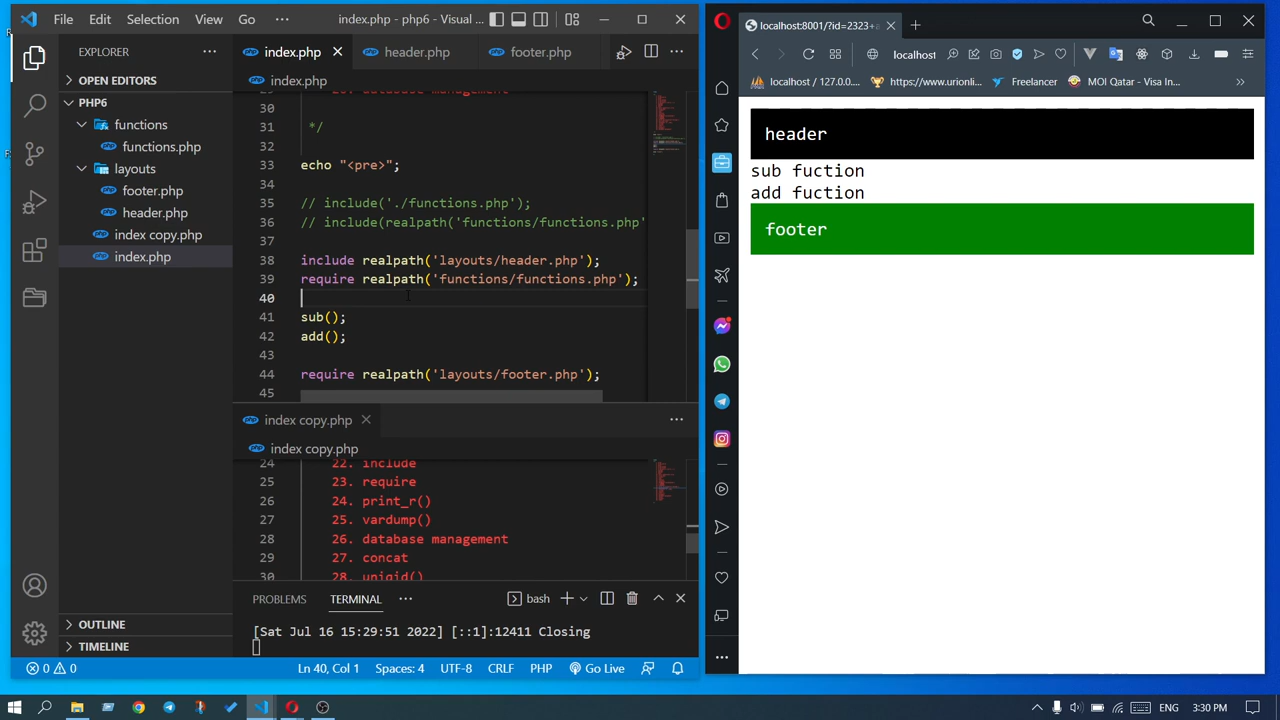 File Edit Selection View Go ··· index.php - php6 - Visual ...
EXPLORER
OPEN EDITORS
PHP6
functions
functions.php
layouts
footer.php
header.php
index copy.php
index.php
OUTLINE
TIMELINE
index.php header.php footer.php
index.php
30
31 */
32
33 echo "<pre>";
34
35 // include('./functions.php');
36 // include(realpath('functions/functions.php'
37
38 include realpath('layouts/header.php');
39 require realpath('functions/functions.php');
40
41 sub();
42 add();
43
44 require realpath('layouts/footer.php');
45
index copy.php
index copy.php
24 22. include
25 23. require
26 24. print_r()
27 25. vardump()
28 26. database management
29 27. concat
30 28. uniqid()
PROBLEMS TERMINAL ··· bash
[Sat Jul 16 15:29:51 2022] [::1]:12411 Closing
0 0 Ln 40, Col 1 Spaces: 4 UTF-8 CRLF PHP Go Live
localhost:8001/?id=2323
localhost
localhost / 127.0.0... https://www.urionli... Freelancer MOI Qatar - Visa In...
header
sub fuction
add fuction
footer
ENG 3:30 PM